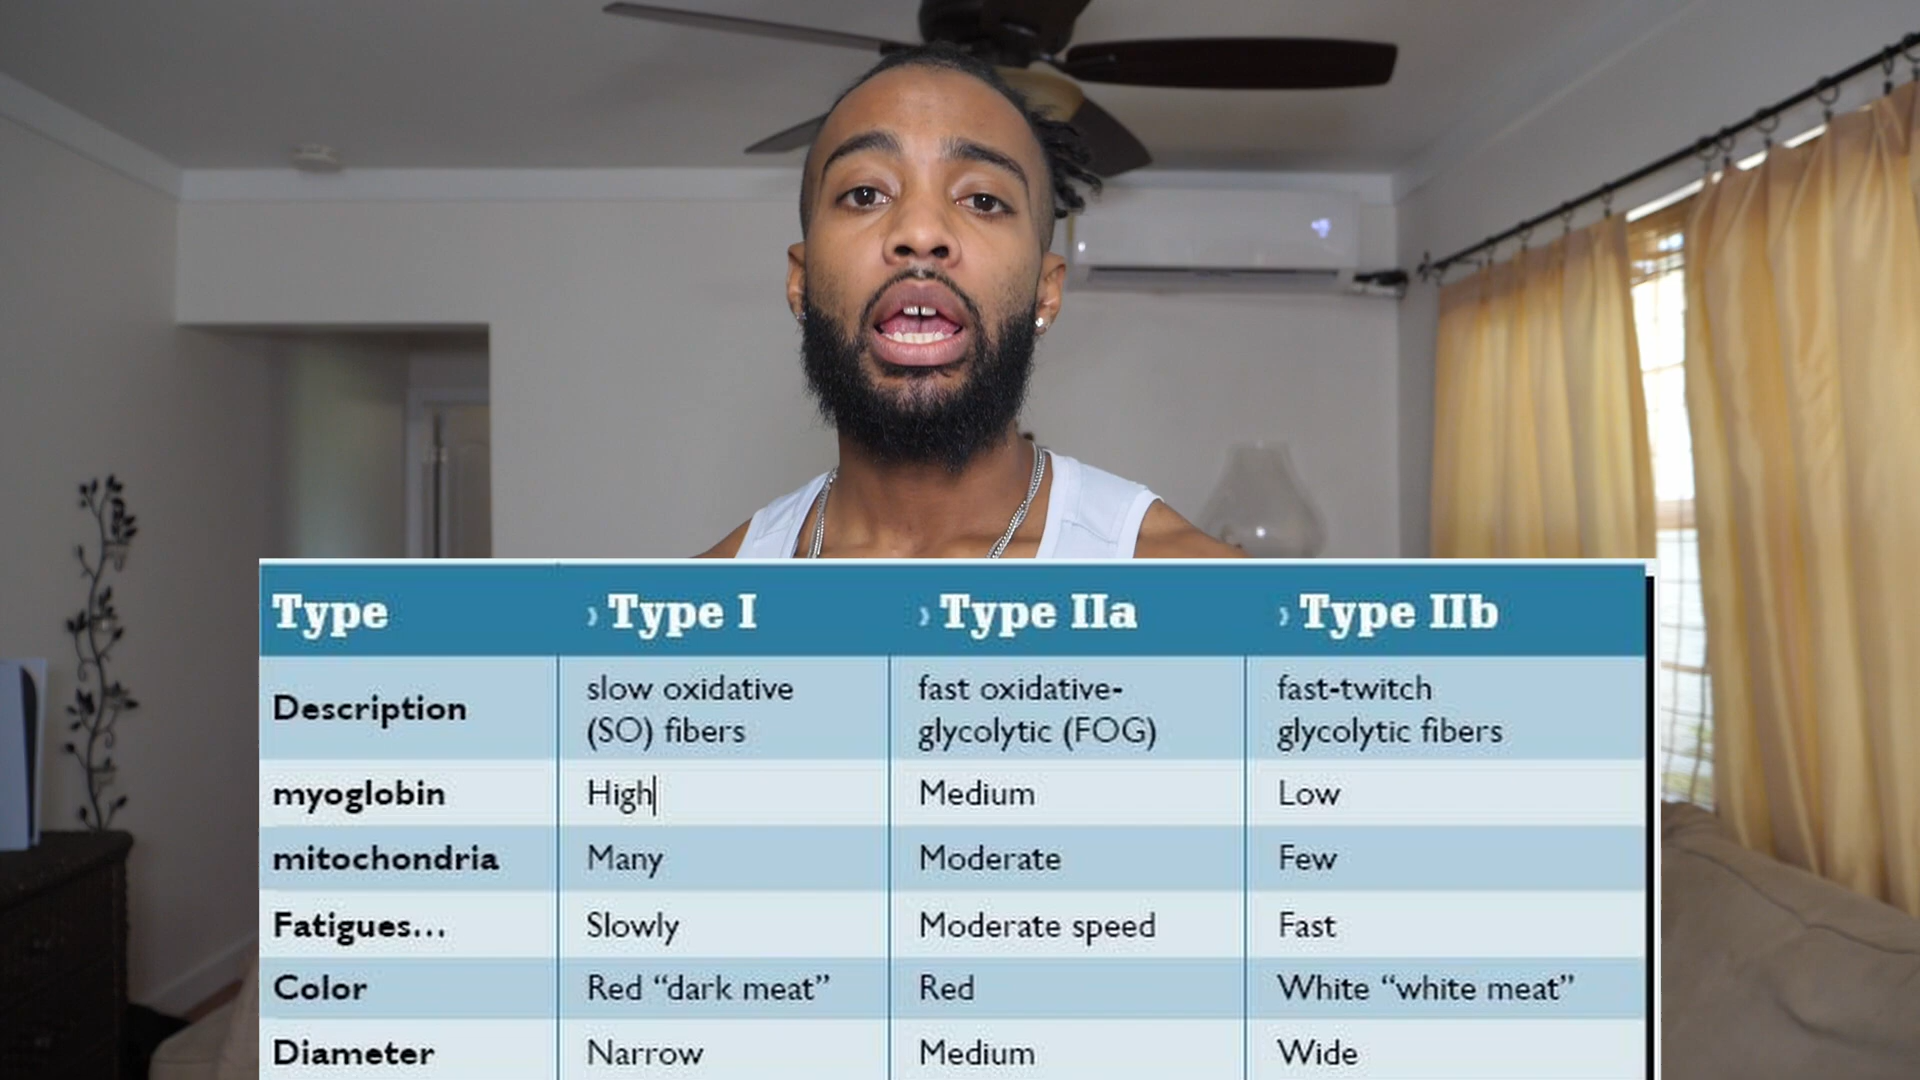 Type › Type I › Type IIa › Type IIb
Description slow oxidative (SO) fibers fast oxidative-glycolytic (FOG) fast-twitch glycolytic fibers
myoglobin High Medium Low
mitochondria Many Moderate Few
Fatigues... Slowly Moderate speed Fast
Color Red “dark meat” Red White “white meat”
Diameter Narrow Medium Wide